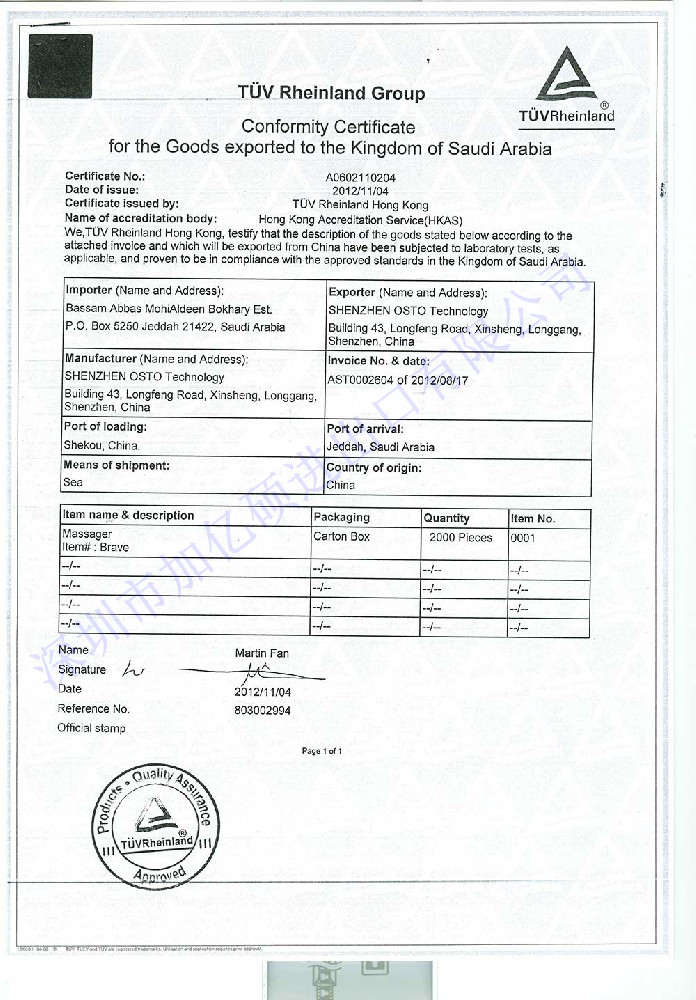 TÜVRheinland®
TÜV Rheinland Group
Conformity Certificate
for the Goods exported to the Kingdom of Saudi Arabia
Certificate No.: A0602110204
Date of issue: 2012/11/04
Certificate issued by: TÜV Rheinland Hong Kong
Name of accreditation body: Hong Kong Accreditation Service(HKAS)
We,TÜV Rheinland Hong Kong, testify that the description of the goods stated below according to the
attached invoice and which will be exported from China have been subjected to laboratory tests, as
applicable, and proven to be in compliance with the approved standards in the Kingdom of Saudi Arabia.
Importer (Name and Address):
Bassam Abbas MohiAldeen Bokhary Est.
P.O. Box 5250 Jeddah 21422, Saudi Arabia
Exporter (Name and Address):
SHENZHEN OSTO Technology
Building 43, Longfeng Road, Xinsheng, Longgang,
Shenzhen, China
Manufacturer (Name and Address):
SHENZHEN OSTO Technology
Building 43, Longfeng Road, Xinsheng, Longgang,
Shenzhen, China
Invoice No. & date:
AST0002604 of 2012/08/17
Port of loading:
Shekou, China
Port of arrival:
Jeddah, Saudi Arabia
Means of shipment:
Sea
Country of origin:
China
Item name & description Packaging Quantity Item No.
Massager Carton Box 2000 Pieces 0001
Item# : Brave
--/-- --/-- --/-- --/--
--/-- --/-- --/-- --/--
--/-- --/-- --/-- --/--
--/-- --/-- --/-- --/--
Name Martin Fan
Signature
Date 2012/11/04
Reference No. 803002994
Official stamp
Page 1 of 1
Products • Quality Assurance
TÜVRheinland®
Approved
深圳市加亿硕进出口有限公司